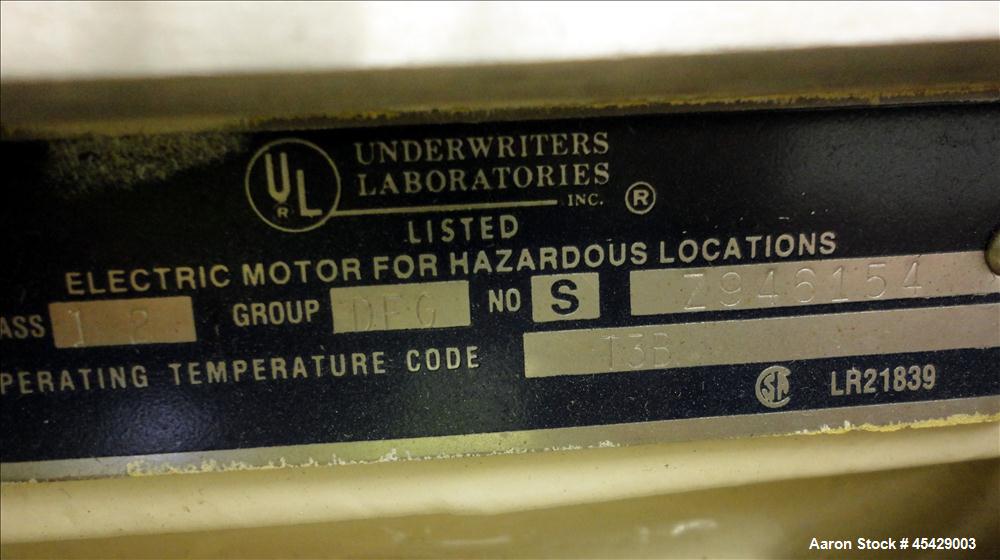 UL
R
UNDERWRITERS
LABORATORIES
INC. ®
LISTED
ELECTRIC MOTOR FOR HAZARDOUS LOCATIONS
ASS 1 2 GROUP DFG NO S Z946154
PERATING TEMPERATURE CODE T3B
LR21839
Aaron Stock # 45429003